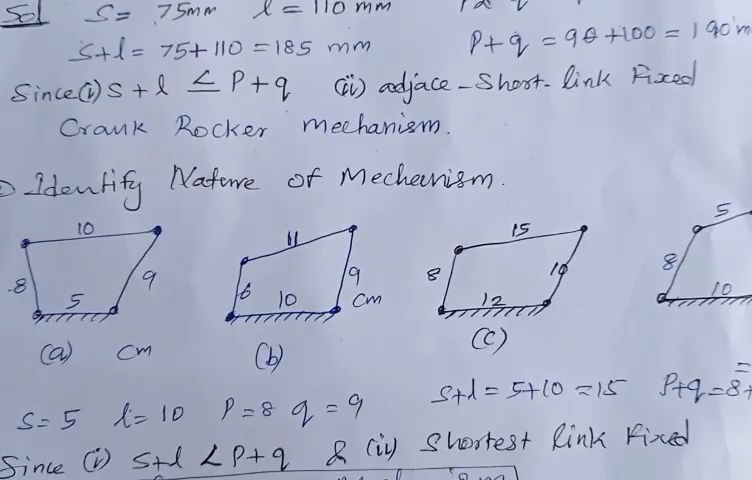 Sol S = 75mm l = 110 mm
S+l = 75+110 = 185 mm P+q = 90+100 = 190 m
Since (i) S + l ≤ P+q (ii) adjace - Short - link Fixed
Crank Rocker mechanism.
Identify Nature of Mechenism.
10 11 15 5
8 5 9 6 10 9 cm 8 12 10 8 10
(a) cm (b) (c)
S+l = 5+10 = 15 P+q = 8+
S = 5 l = 10 P = 8 q = 9
Since (i) S+l < P+q & (ii) Shortest link Fixed